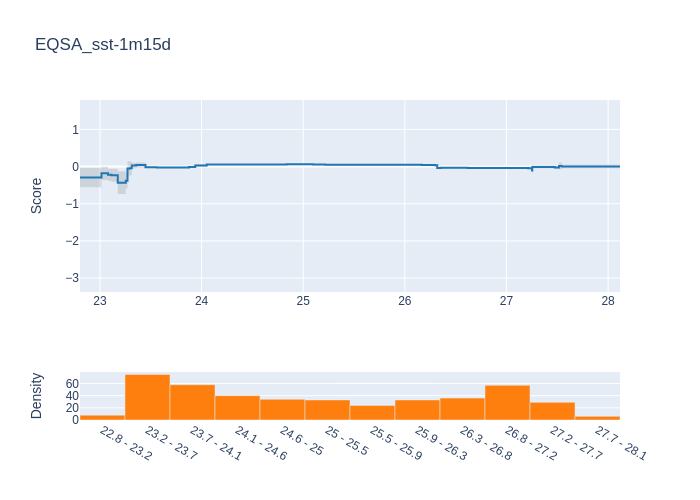 EQSA_sst-1m15d
Score
1
0
−1
−2
−3
23
24
25
26
27
28
Density
60
40
20
0
22.8 - 23.2
23.2 - 23.7
23.7 - 24.1
24.1 - 24.6
24.6 - 25
25 - 25.5
25.5 - 25.9
25.9 - 26.3
26.3 - 26.8
26.8 - 27.2
27.2 - 27.7
27.7 - 28.1